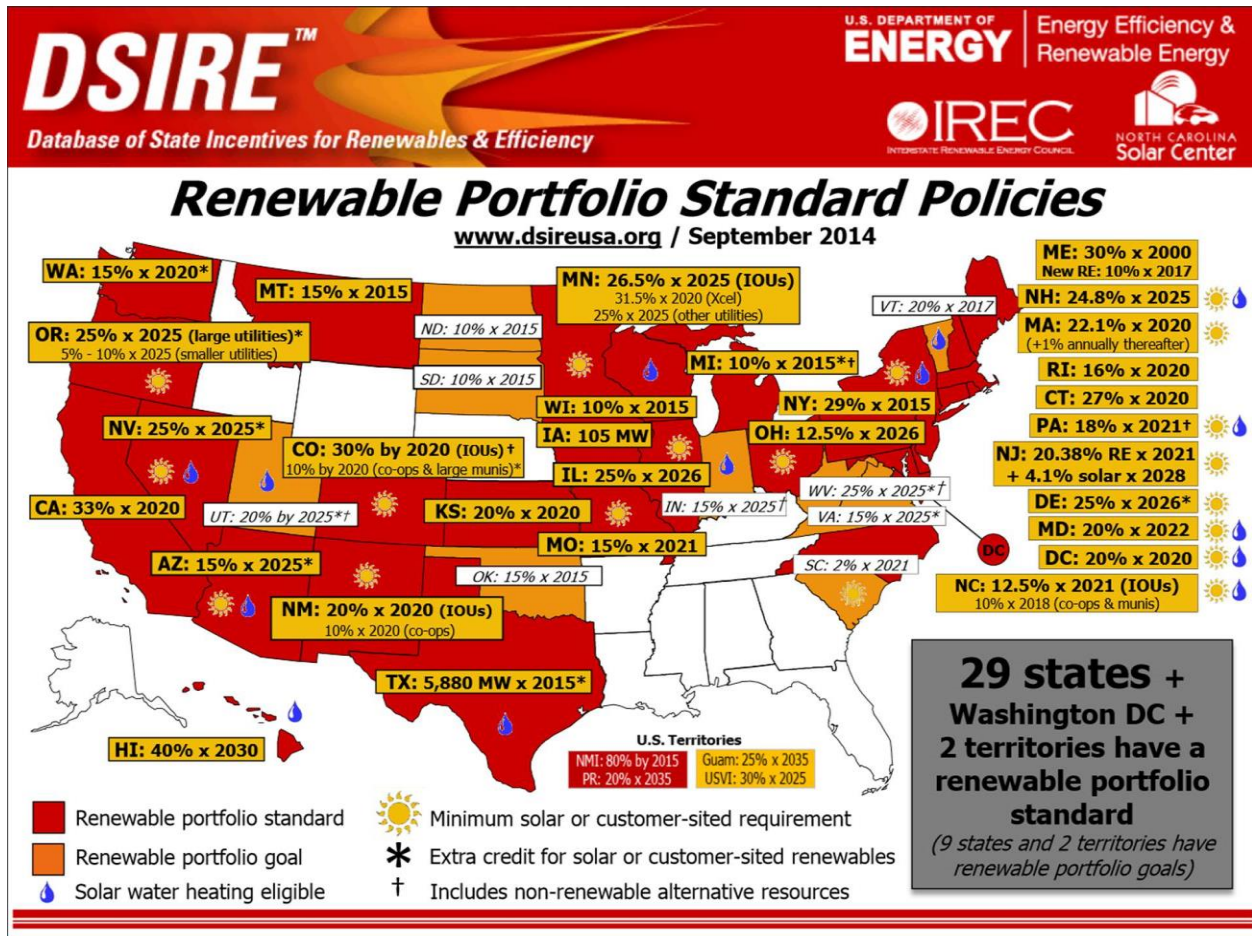 DSIRE™
Database of State Incentives for Renewables & Efficiency
U.S. DEPARTMENT OF
ENERGY
Energy Efficiency &
Renewable Energy
IREC
INTERSTATE RENEWABLE ENERGY COUNCIL
NORTH CAROLINA
Solar Center
Renewable Portfolio Standard Policies
www.dsireusa.org / September 2014
WA: 15% x 2020*
MT: 15% x 2015
MN: 26.5% x 2025 (IOUs)
31.5% x 2020 (Xcel)
25% x 2025 (other utilities)
OR: 25% x 2025 (large utilities)*
5% - 10% x 2025 (smaller utilities)
ND: 10% x 2015
SD: 10% x 2015
VT: 20% x 2017
MI: 10% x 2015*†
WI: 10% x 2015
NY: 29% x 2015
NV: 25% x 2025*
CO: 30% by 2020 (IOUs)†
10% by 2020 (co-ops & large munis)*
IA: 105 MW
OH: 12.5% x 2026
IL: 25% x 2026
CA: 33% x 2020
UT: 20% by 2025*†
KS: 20% x 2020
IN: 15% x 2025†
WV: 25% x 2025*†
VA: 15% x 2025*
MO: 15% x 2021
AZ: 15% x 2025*
OK: 15% x 2015
SC: 2% x 2021
DC
NM: 20% x 2020 (IOUs)
10% x 2020 (co-ops)
TX: 5,880 MW x 2015*
HI: 40% x 2030
ME: 30% x 2000
New RE: 10% x 2017
NH: 24.8% x 2025
MA: 22.1% x 2020
(+1% annually thereafter)
RI: 16% x 2020
CT: 27% x 2020
PA: 18% x 2021†
NJ: 20.38% RE x 2021
+ 4.1% solar x 2028
DE: 25% x 2026*
MD: 20% x 2022
DC: 20% x 2020
NC: 12.5% x 2021 (IOUs)
10% x 2018 (co-ops & munis)
U.S. Territories
NMI: 80% by 2015
PR: 20% x 2035
Guam: 25% x 2035
USVI: 30% x 2025
29 states +
Washington DC +
2 territories have a
renewable portfolio
standard
(9 states and 2 territories have
renewable portfolio goals)
Renewable portfolio standard
Renewable portfolio goal
Solar water heating eligible
Minimum solar or customer-sited requirement
* Extra credit for solar or customer-sited renewables
† Includes non-renewable alternative resources